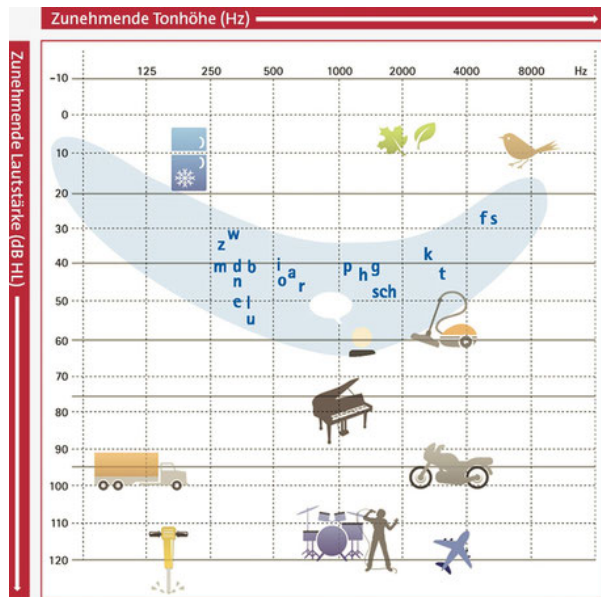 Zunehmende Tonhöhe (Hz)
Zunehmende Lautstärke (dB HL)
-10
125 250 500 1000 2000 4000 8000 Hz
0
10
20
f s
30
w
z
k
40
m d b i p g
a h t
n o r
sch
50
e l
u
60
70
80
90
100
110
120